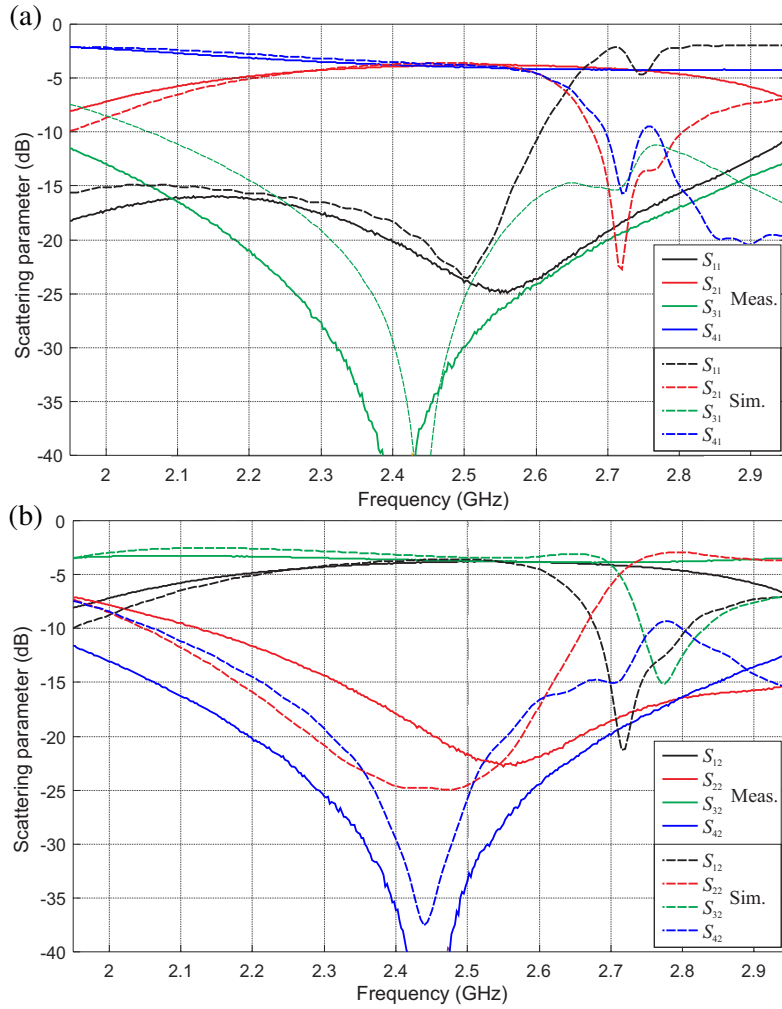 (a)
0
-5
-10
-15
-20
-25
-30
-35
-40
Scattering parameter (dB)
2 2.1 2.2 2.3 2.4 2.5 2.6 2.7 2.8 2.9
Frequency (GHz)
S11
S21
S31
S41
Meas.
S11
S21
S31
S41
Sim.
(b)
0
-5
-10
-15
-20
-25
-30
-35
-40
Scattering parameter (dB)
2 2.1 2.2 2.3 2.4 2.5 2.6 2.7 2.8 2.9
Frequency (GHz)
S12
S22
S32
S42
Meas.
S12
S22
S32
S42
Sim.